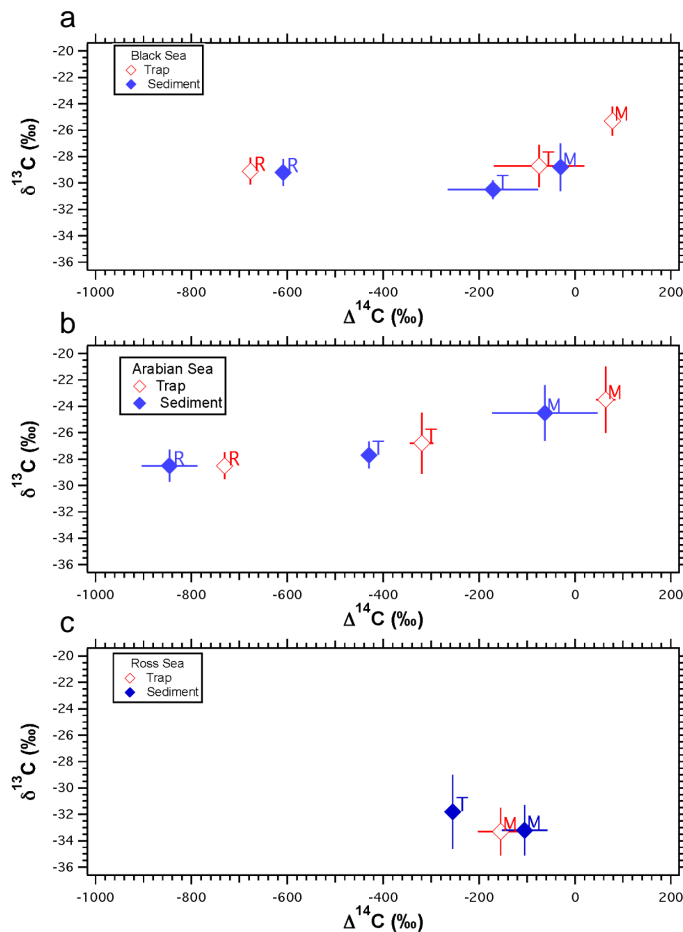 a
-20
-22
-24
-26
-28
-30
-32
-34
-36
δ¹³C (‰)
Black Sea
Trap
Sediment
M
T
M
R
R
T
-1000 -800 -600 -400 -200 0 200
Δ¹⁴C (‰)
b
-20
-22
-24
-26
-28
-30
-32
-34
-36
δ¹³C (‰)
Arabian Sea
Trap
Sediment
M
M
T
T
R
R
-1000 -800 -600 -400 -200 0 200
Δ¹⁴C (‰)
c
-20
-22
-24
-26
-28
-30
-32
-34
-36
δ¹³C (‰)
Ross Sea
Trap
Sediment
T
M
M
-1000 -800 -600 -400 -200 0 200
Δ¹⁴C (‰)